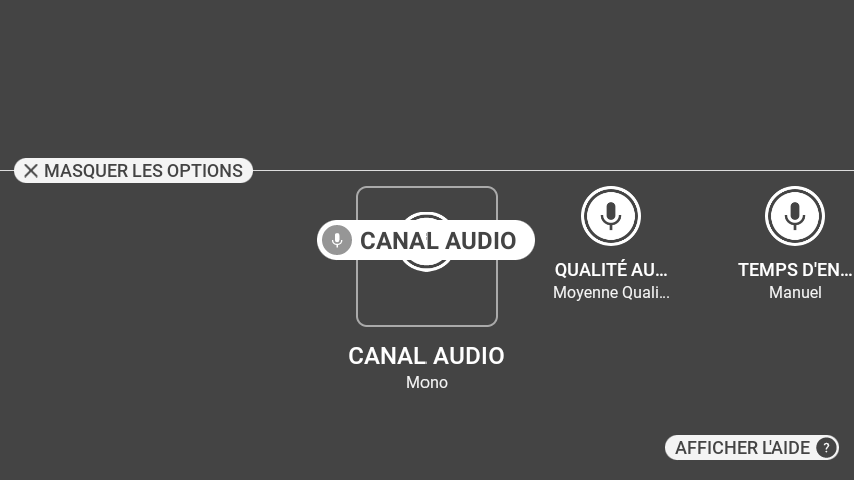 MASQUER LES OPTIONS
CANAL AUDIO
QUALITÉ AU...
TEMPS D'EN...
Moyenne Quali...
Manuel
CANAL AUDIO
Mono
AFFICHER L'AIDE ?